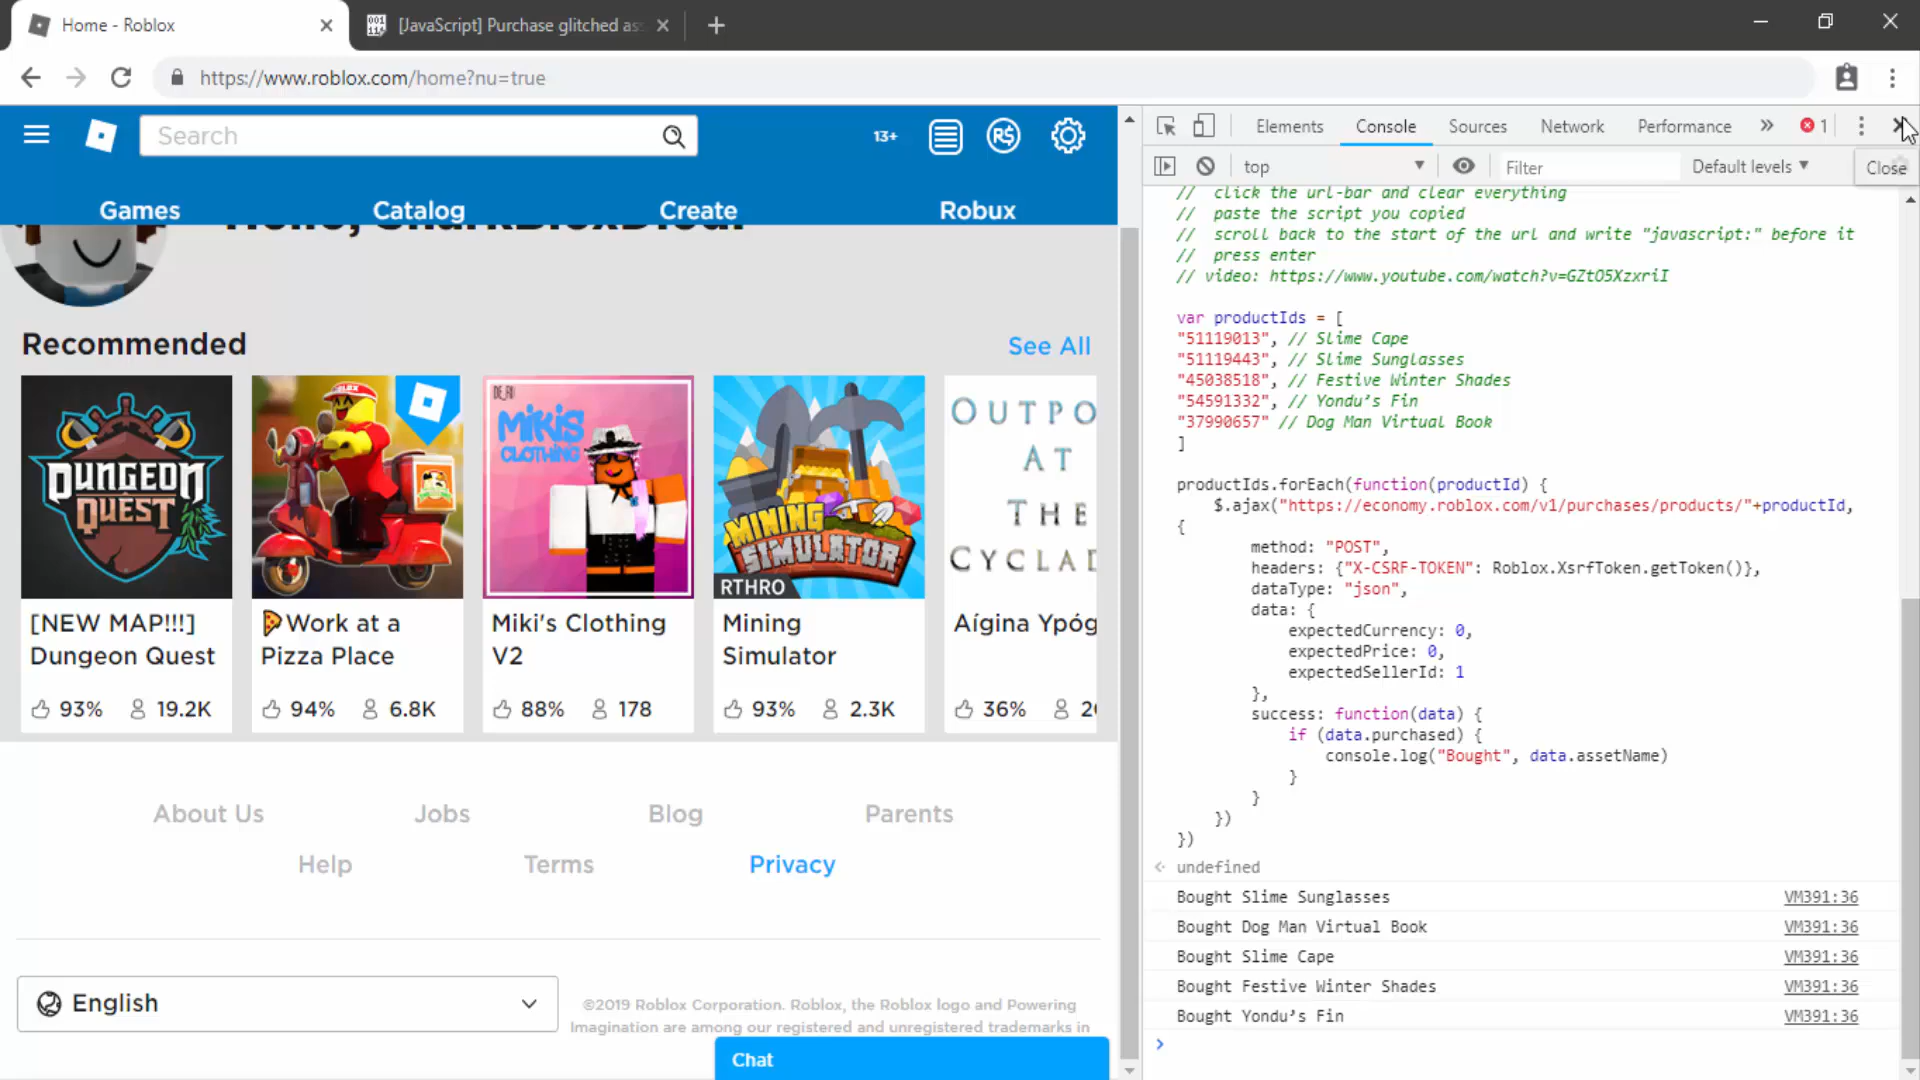 Home - Roblox
[JavaScript] Purchase glitched as
https://www.roblox.com/home?nu=true
Search
13+
R$
Games
Catalog
Create
Robux
Hello, SharkBloxDivar
Recommended
See All
DUNGEON
QUEST
[NEW MAP!!!]
Dungeon Quest
93%
19.2K
Work at a
Pizza Place
94%
6.8K
MIKIS
CLOTHING
Miki's Clothing
V2
88%
178
MINING
SIMULATOR
RTHRO
Mining
Simulator
93%
2.3K
OUTPO
AT
THE
CYCLAD
Aígina Ypóg
36%
About Us
Jobs
Blog
Parents
Help
Terms
Privacy
English
©2019 Roblox Corporation. Roblox, the Roblox logo and Powering
Imagination are among our registered and unregistered trademarks in
Chat
Elements
Console
Sources
Network
Performance
1
top
Filter
Default levels
Close
// click the url-bar and clear everything
// paste the script you copied
// scroll back to the start of the url and write "javascript:" before it
// press enter
// video: https://www.youtube.com/watch?v=GZtO5XzxriI
var productIds = [
"51119013", // Slime Cape
"51119443", // Slime Sunglasses
"45038518", // Festive Winter Shades
"54591332", // Yondu’s Fin
"37990657" // Dog Man Virtual Book
]
productIds.forEach(function(productId) {
$.ajax("https://economy.roblox.com/v1/purchases/products/"+productId,
{
method: "POST",
headers: {"X-CSRF-TOKEN": Roblox.XsrfToken.getToken()},
dataType: "json",
data: {
expectedCurrency: 0,
expectedPrice: 0,
expectedSellerId: 1
},
success: function(data) {
if (data.purchased) {
console.log("Bought", data.assetName)
}
}
})
})
undefined
Bought Slime Sunglasses VM391:36
Bought Dog Man Virtual Book VM391:36
Bought Slime Cape VM391:36
Bought Festive Winter Shades VM391:36
Bought Yondu’s Fin VM391:36